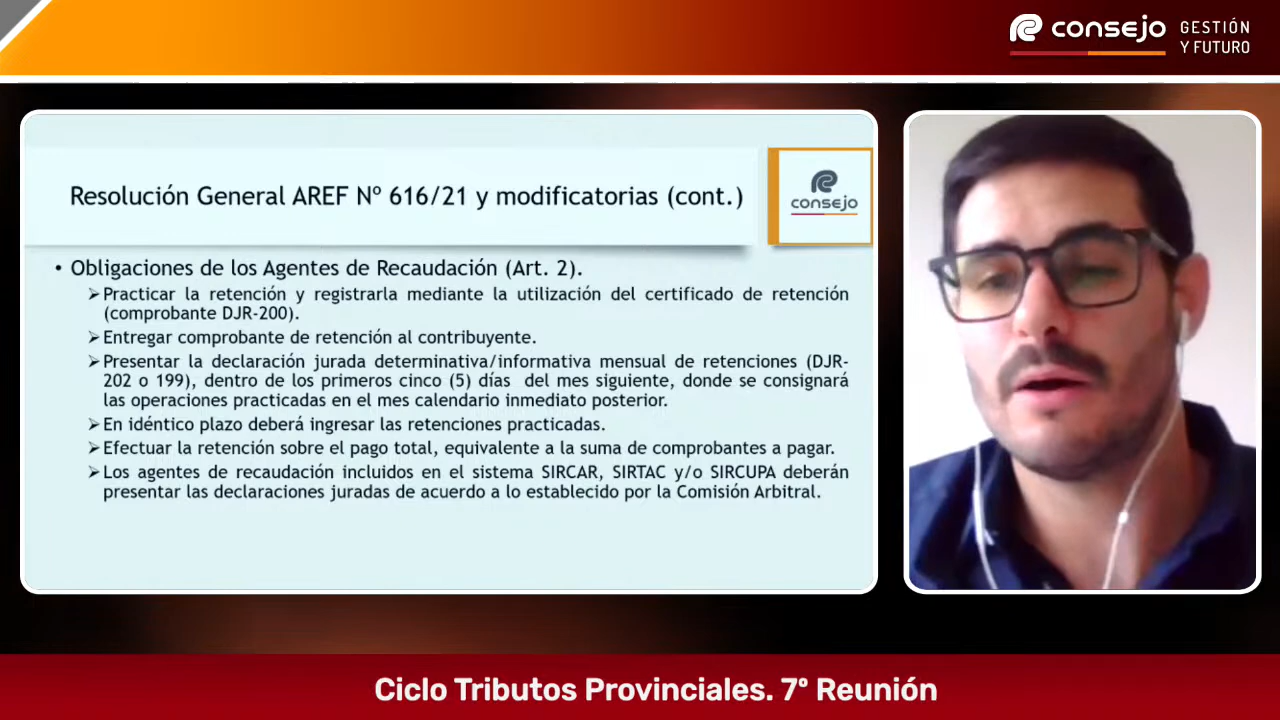 consejo
GESTIÓN
Y FUTURO
Resolución General AREF Nº 616/21 y modificatorias (cont.)
consejo
• Obligaciones de los Agentes de Recaudación (Art. 2).
➢Practicar la retención y registrarla mediante la utilización del certificado de retención
(comprobante DJR-200).
➢Entregar comprobante de retención al contribuyente.
➢Presentar la declaración jurada determinativa/informativa mensual de retenciones (DJR-
202 o 199), dentro de los primeros cinco (5) días del mes siguiente, donde se consignará
las operaciones practicadas en el mes calendario inmediato posterior.
➢En idéntico plazo deberá ingresar las retenciones practicadas.
➢Efectuar la retención sobre el pago total, equivalente a la suma de comprobantes a pagar.
➢Los agentes de recaudación incluidos en el sistema SIRCAR, SIRTAC y/o SIRCUPA deberán
presentar las declaraciones juradas de acuerdo a lo establecido por la Comisión Arbitral.
Ciclo Tributos Provinciales. 7º Reunión